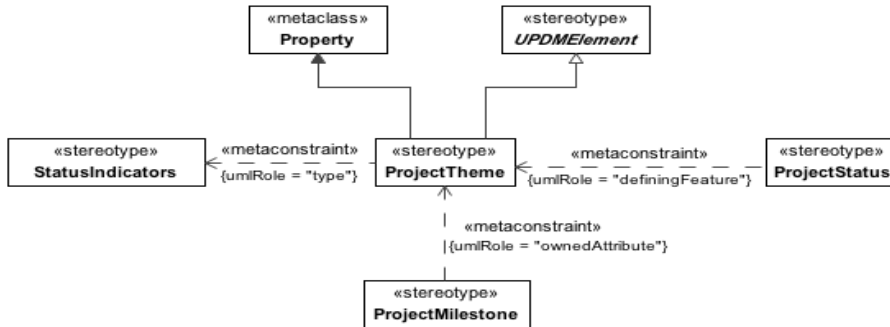 «metaclass»
Property
«stereotype»
UPDMElement
«stereotype»
StatusIndicators
«metaconstraint»
{umlRole = "type"}
«stereotype»
ProjectTheme
«metaconstraint»
{umlRole = "definingFeature"}
«stereotype»
ProjectStatus
«metaconstraint»
{umlRole = "ownedAttribute"}
«stereotype»
ProjectMilestone